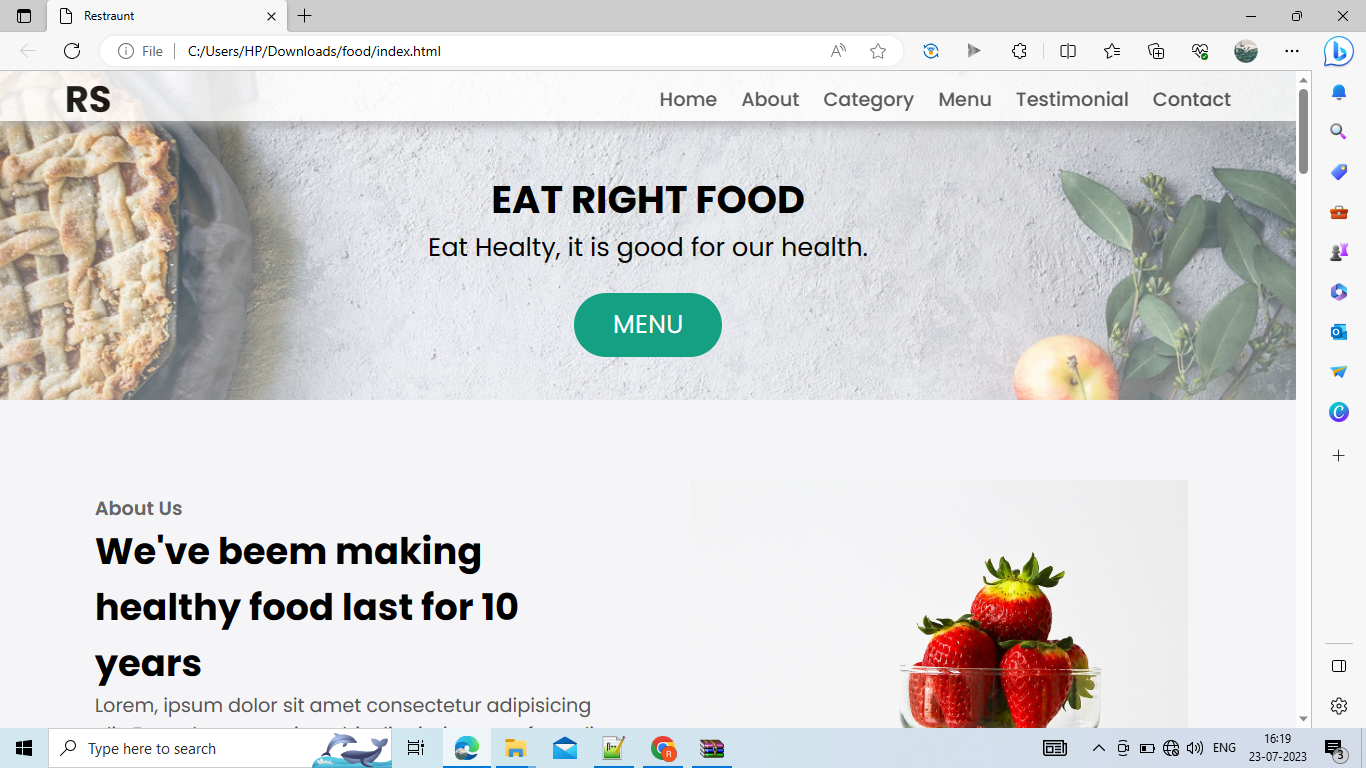 Restraunt
File
C:/Users/HP/Downloads/food/index.html
RS
Home About Category Menu Testimonial Contact
EAT RIGHT FOOD
Eat Healty, it is good for our health.
MENU
About Us
We've beem making
healthy food last for 10
years
Lorem, ipsum dolor sit amet consectetur adipisicing
Type here to search
ENG
16:19
23-07-2023
3